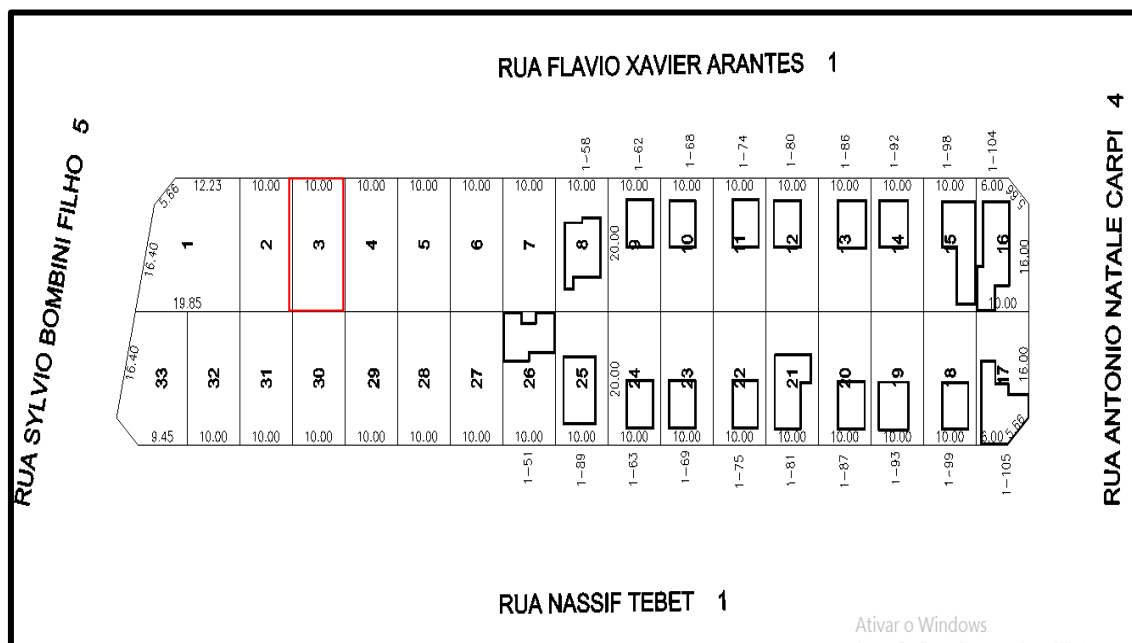 RUA FLAVIO XAVIER ARANTES 1
RUA SYLVIO BOMBINI FILHO 5
RUA ANTONIO NATALE CARPI 4
1-58 1-62 1-68 1-74 1-80 1-86 1-92 1-98 1-104
5.66 12.23 10.00 10.00 10.00 10.00 10.00 10.00 10.00 10.00 10.00 10.00 10.00 10.00 10.00 10.00 6.00 5.66
16.40 1 2 3 4 5 6 7 8 20.00 9 10 11 12 13 14 15 16 16.00
19.85 10.00
16.40 33 32 31 30 29 28 27 26 25 20.00 24 23 22 21 20 19 18 17 16.00
9.45 10.00 10.00 10.00 10.00 10.00 10.00 10.00 10.00 10.00 10.00 10.00 10.00 10.00 10.00 10.00 6.00 5.66
1-51 1-89 1-63 1-69 1-75 1-81 1-87 1-93 1-99 1-105
RUA NASSIF TEBET 1
Ativar o Windows